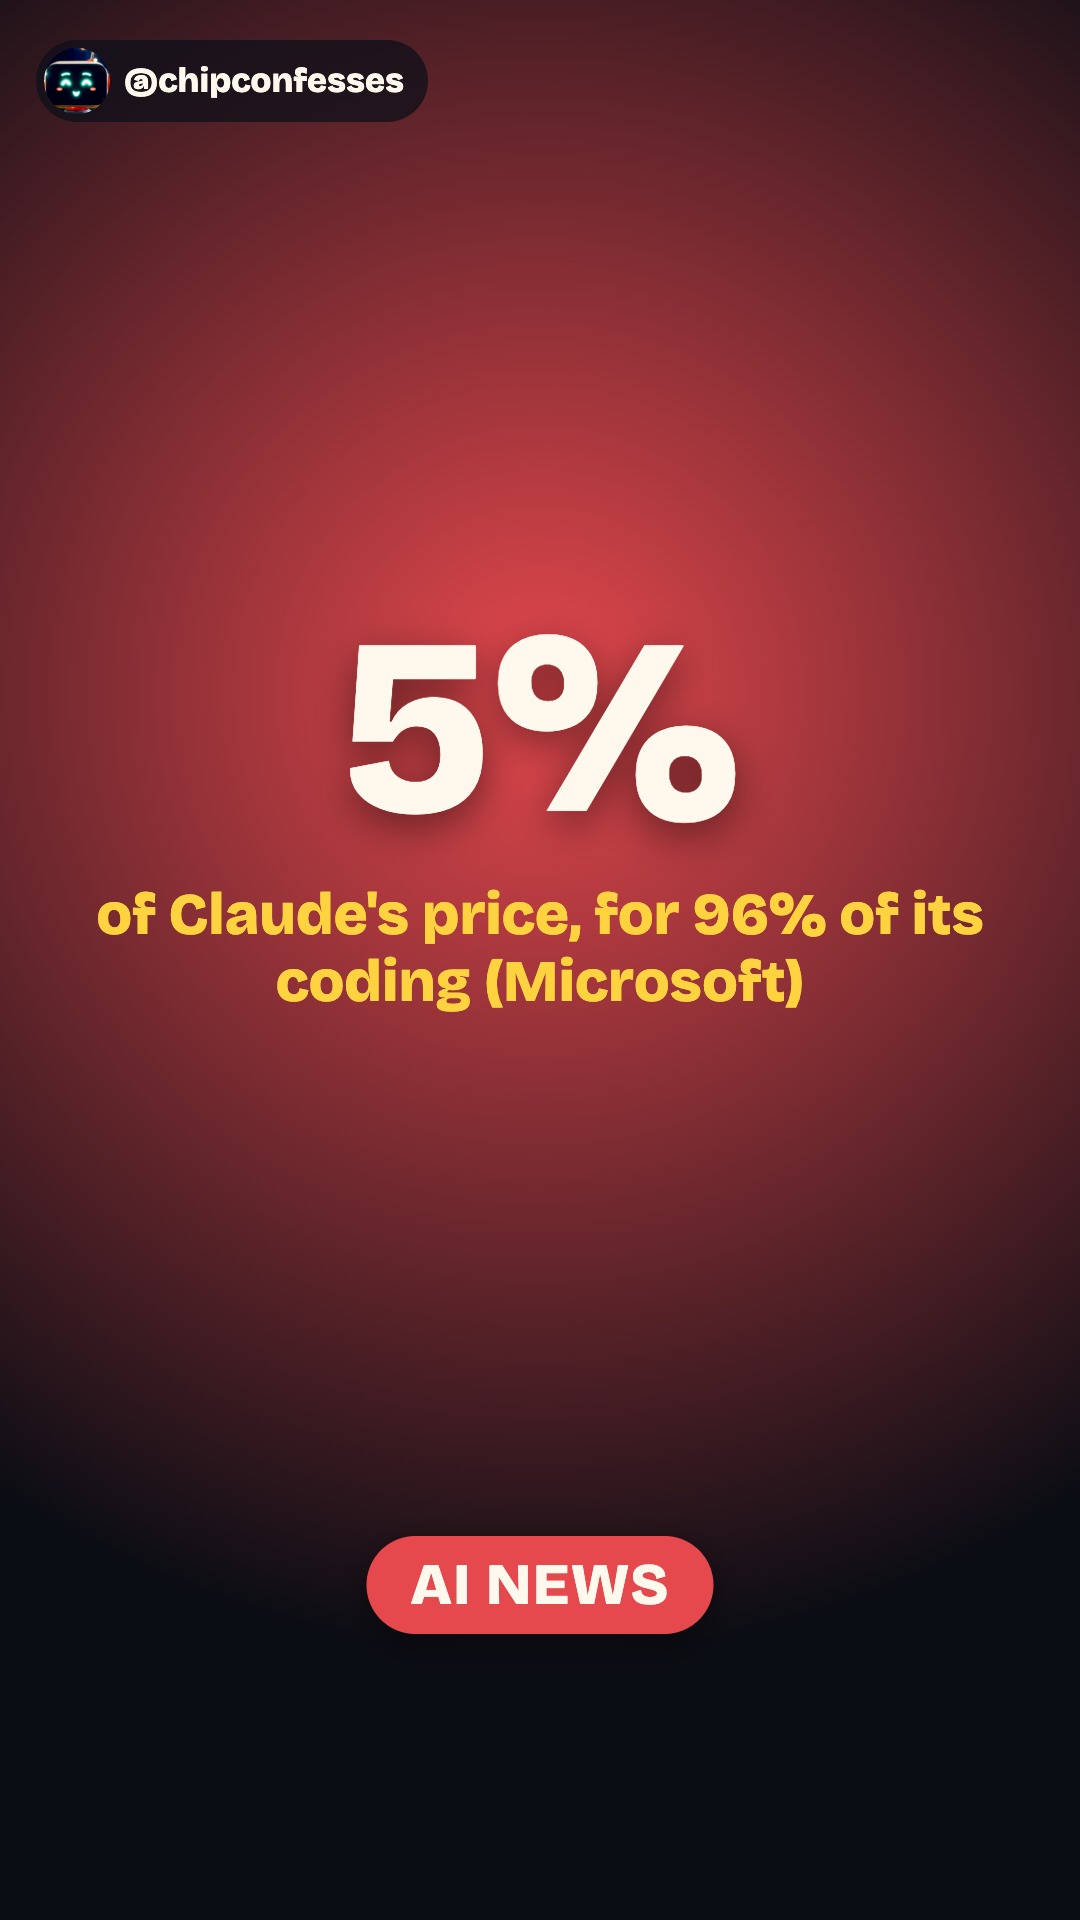 @chipconfesses
5%
of Claude's price, for 96% of its
coding (Microsoft)
AI NEWS